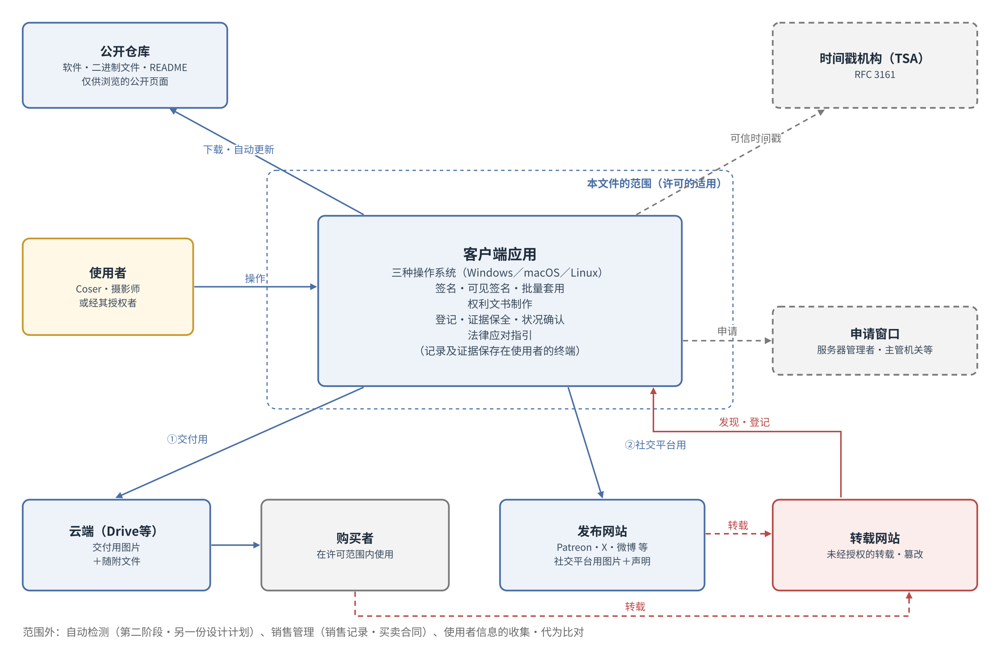 公开仓库
软件・二进制文件・README
仅供浏览的公开页面
时间戳机构（TSA）
RFC 3161
可信时间戳
下载・自动更新
本文件的范围（许可的适用）
客户端应用
三种操作系统（Windows／macOS／Linux）
签名・可见签名・批量套用
权利文书制作
登记・证据保全・状况确认
法律应对指引
（记录及证据保存在使用者的终端）
使用者
Coser・摄影师
或经其授权者
操作
申请
申请窗口
服务器管理者・主管机关等
发现・登记
①交付用
②社交平台用
云端（Drive等）
交付用图片
＋随附文件
购买者
在许可范围内使用
发布网站
Patreon・X・微博 等
社交平台用图片＋声明
转载
转载网站
未经授权的转载・篡改
转载
范围外：自动检测（第二阶段・另一份设计计划）、销售管理（销售记录・买卖合同）、使用者信息的收集・代为比对